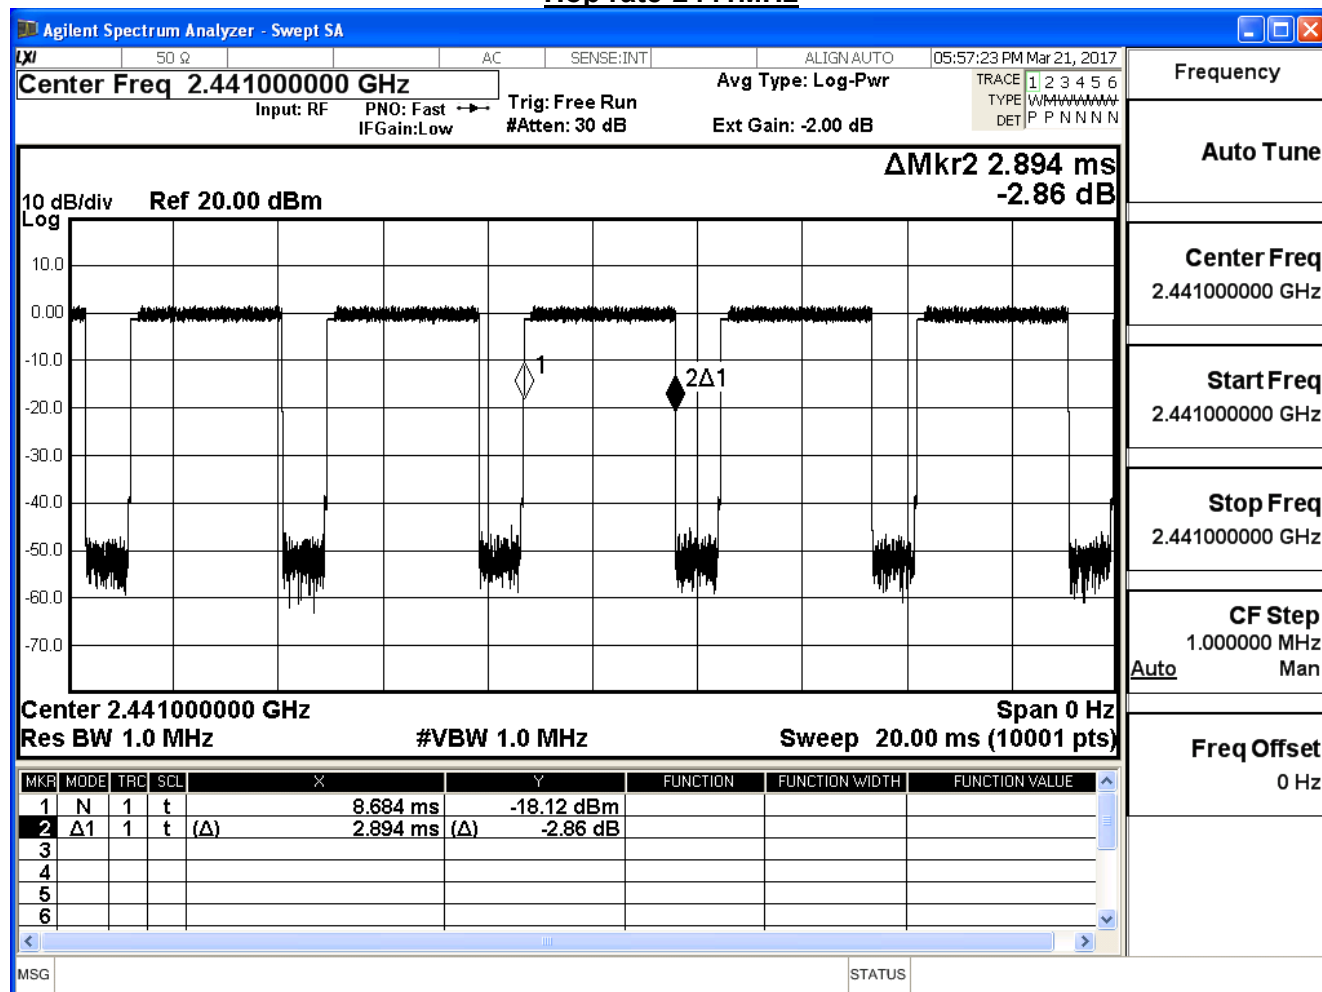 Hop rate 2441MHz
Agilent Spectrum Analyzer - Swept SA
LXI 50 Ω AC SENSE:INT ALIGN AUTO 05:57:23 PM Mar 21, 2017
Center Freq 2.441000000 GHz
Input: RF PNO: Fast Trig: Free Run Avg Type: Log-Pwr TRACE 1 2 3 4 5 6
IFGain:Low #Atten: 30 dB Ext Gain: -2.00 dB TYPE WMWWWW
DET P P N N N N
Frequency
Auto Tune
Center Freq
2.441000000 GHz
Start Freq
2.441000000 GHz
Stop Freq
2.441000000 GHz
CF Step
1.000000 MHz
Auto Man
Freq Offset
0 Hz
ΔMkr2 2.894 ms
-2.86 dB
10 dB/div Ref 20.00 dBm
Log
10.0
0.00
-10.0
-20.0
-30.0
-40.0
-50.0
-60.0
-70.0
1
2Δ1
Center 2.441000000 GHz Span 0 Hz
Res BW 1.0 MHz #VBW 1.0 MHz Sweep 20.00 ms (10001 pts)
MKR MODE TRC SCL X Y FUNCTION FUNCTION WIDTH FUNCTION VALUE
1 N 1 t 8.684 ms -18.12 dBm
2 Δ1 1 t (Δ) 2.894 ms (Δ) -2.86 dB
3
4
5
6
MSG STATUS